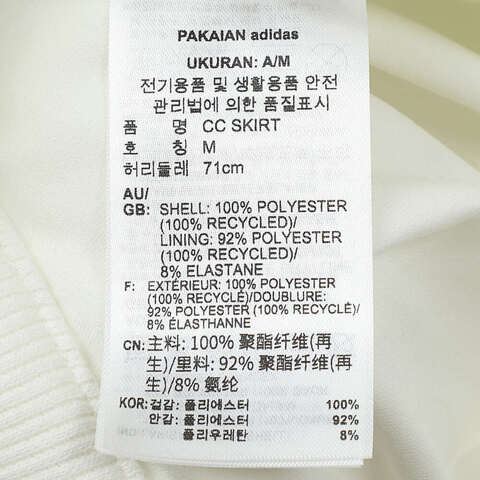 PAKAIAN adidas
UKURAN: A/M
전기용품 및 생활용품 안전
관리법에 의한 품질표시
품 명 CC SKIRT
호 칭 M
허리둘레 71cm
AU/
GB: SHELL: 100% POLYESTER
(100% RECYCLED)/
LINING: 92% POLYESTER
(100% RECYCLED)/
8% ELASTANE
F: EXTÉRIEUR: 100% POLYESTER
(100% RECYCLÉ)/DOUBLURE:
92% POLYESTER (100% RECYCLÉ)/
8% ÉLASTHANNE
CN: 主料: 100% 聚酯纤维(再
生)/里料: 92% 聚酯纤维(再
生)/8% 氨纶
KOR: 겉감: 폴리에스터 100%
안감: 폴리에스터 92%
폴리우레탄 8%